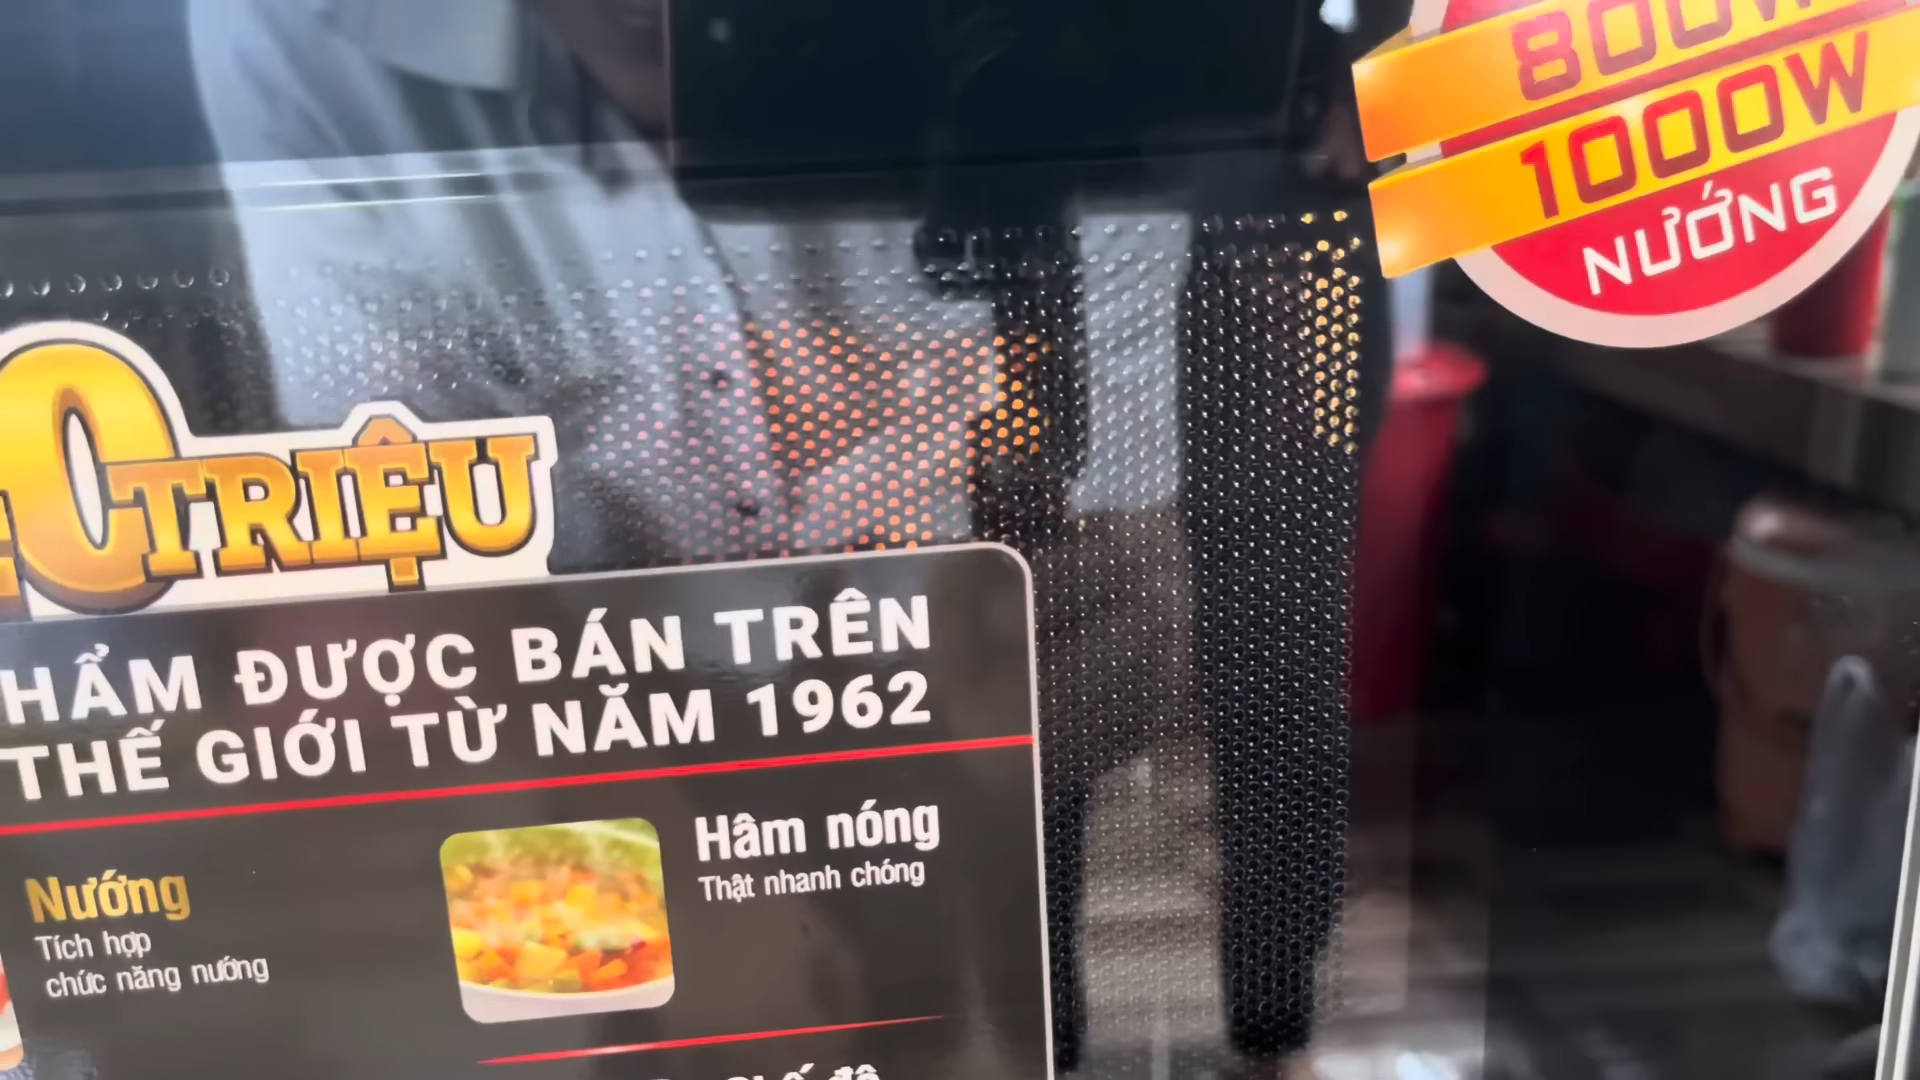 800W
1000W
NƯỚNG
0 TRIỆU
HẨM ĐƯỢC BÁN TRÊN
THẾ GIỚI TỪ NĂM 1962
Nướng
Tích hợp
chức năng nướng
Hâm nóng
Thật nhanh chóng